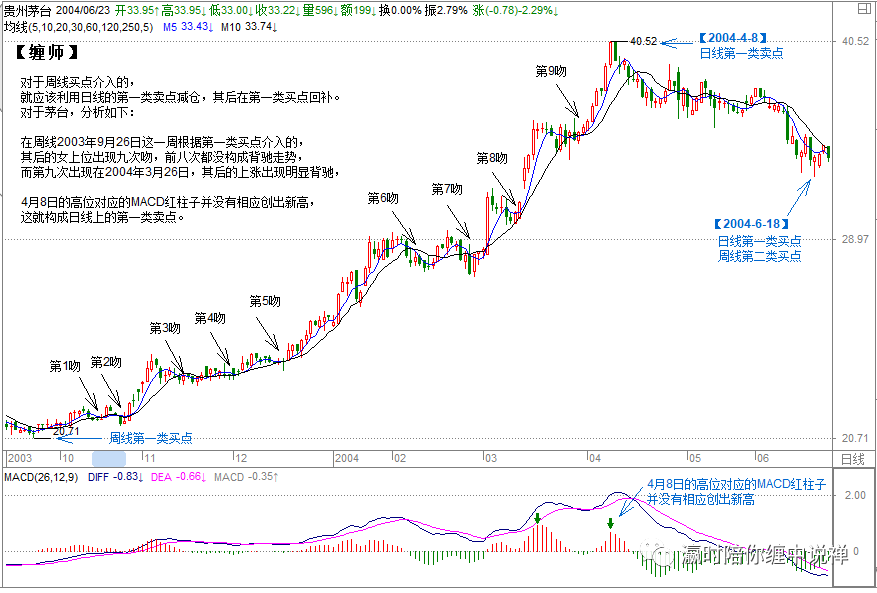 贵州茅台 2004/06/23 开33.95↑高33.95↓低33.00↓收33.22↓量596↓额199↓换0.00%振2.79% 涨(-0.78)-2.29%↓
均线(5,10,20,30,60,120,250,5) M5 33.43↓ M10 33.74↓
【缠师】
对于周线买点介入的，
就应该利用日线的第一类卖点减仓，其后在第一类买点回补。
对于茅台，分析如下：
在周线2003年9月26日这一周根据第一类买点介入的，
其后的女上位出现九次吻，前八次都没构成背驰走势，
而第九次出现在2004年3月26日，其后的上涨出现明显背驰，
4月8日的高位对应的MACD红柱子并没有相应创出新高，
这就构成日线上的第一类卖点。
40.52
【2004-4-8】
日线第一类卖点
40.52
第9吻
第8吻
第7吻
第6吻
【2004-6-18】
日线第一类买点
周线第二类买点
28.97
第5吻
第4吻
第3吻
第2吻
第1吻
20.71
周线第一类买点
20.71
2003 10 11 12 2004 02 03 04 05 06 日线
MACD(26,12,9) DIFF -0.83↓ DEA -0.66↓ MACD -0.35↑
4月8日的高位对应的MACD红柱子
并没有相应创出新高
2.00
0
缠中说禅